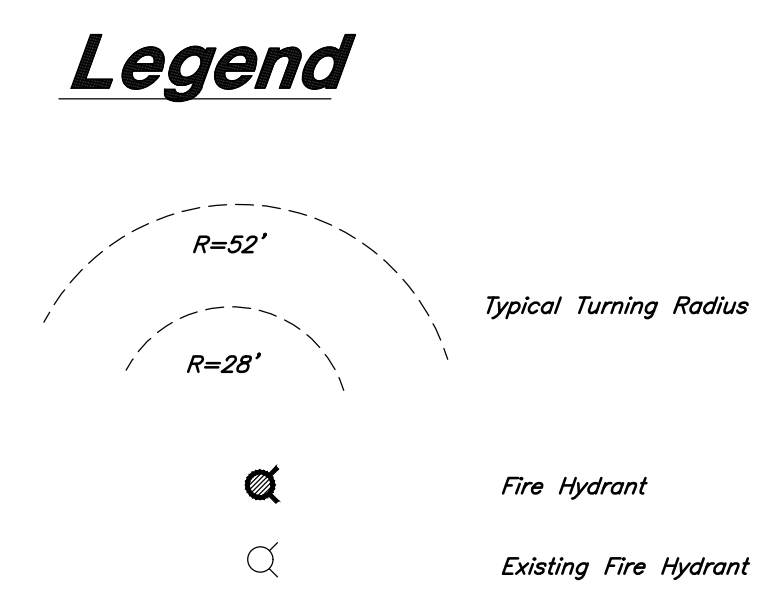 Legend
R=52'
Typical Turning Radius
R=28'
Fire Hydrant
Existing Fire Hydrant